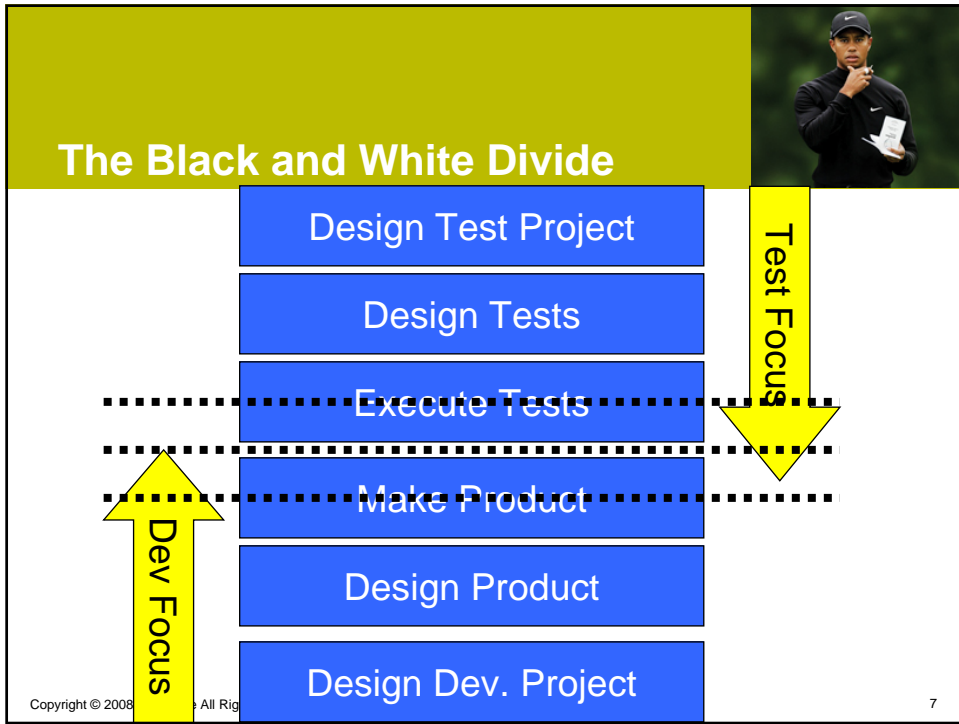 The Black and White Divide
Design Test Project
Design Tests
Execute Tests
Make Product
Design Product
Design Dev. Project
Test Focus
Dev Focus
Copyright © 2008 All
7